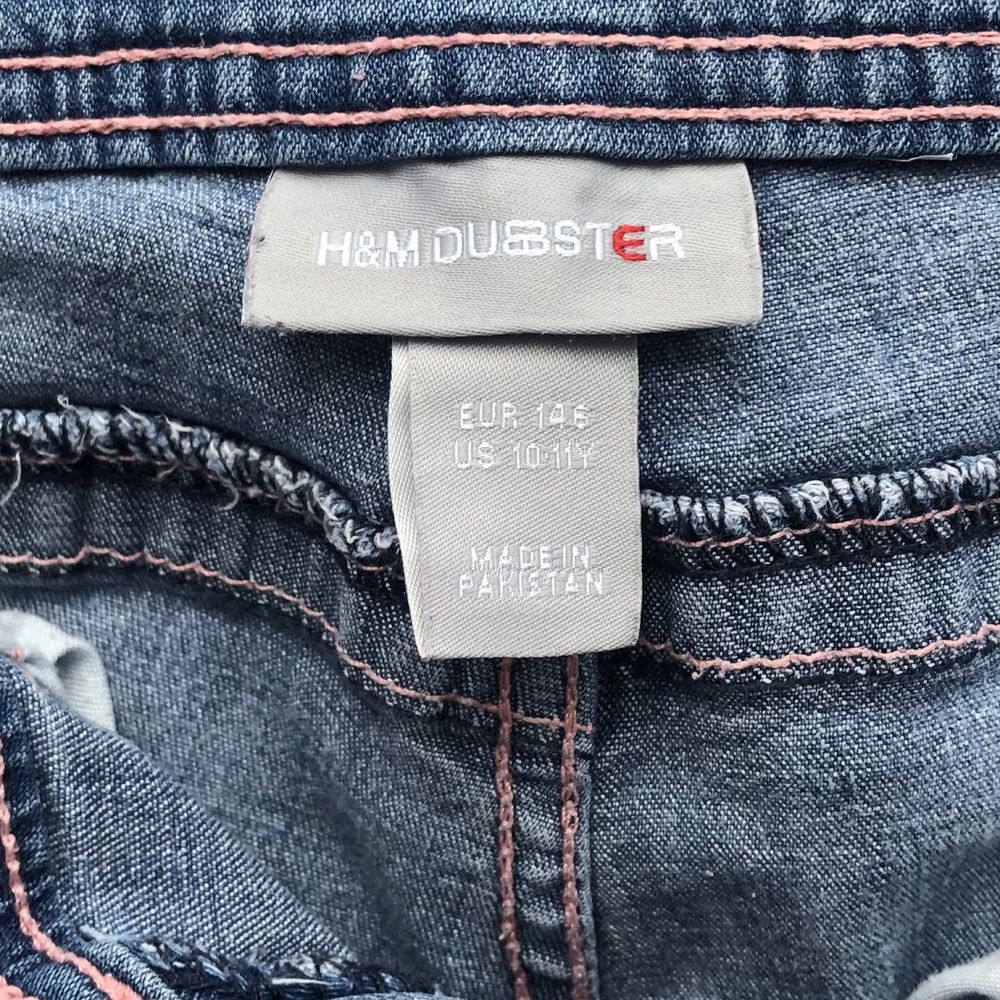 H&M DUBBSTER
EUR 146
US 10-11Y
MADE IN
PAKISTAN